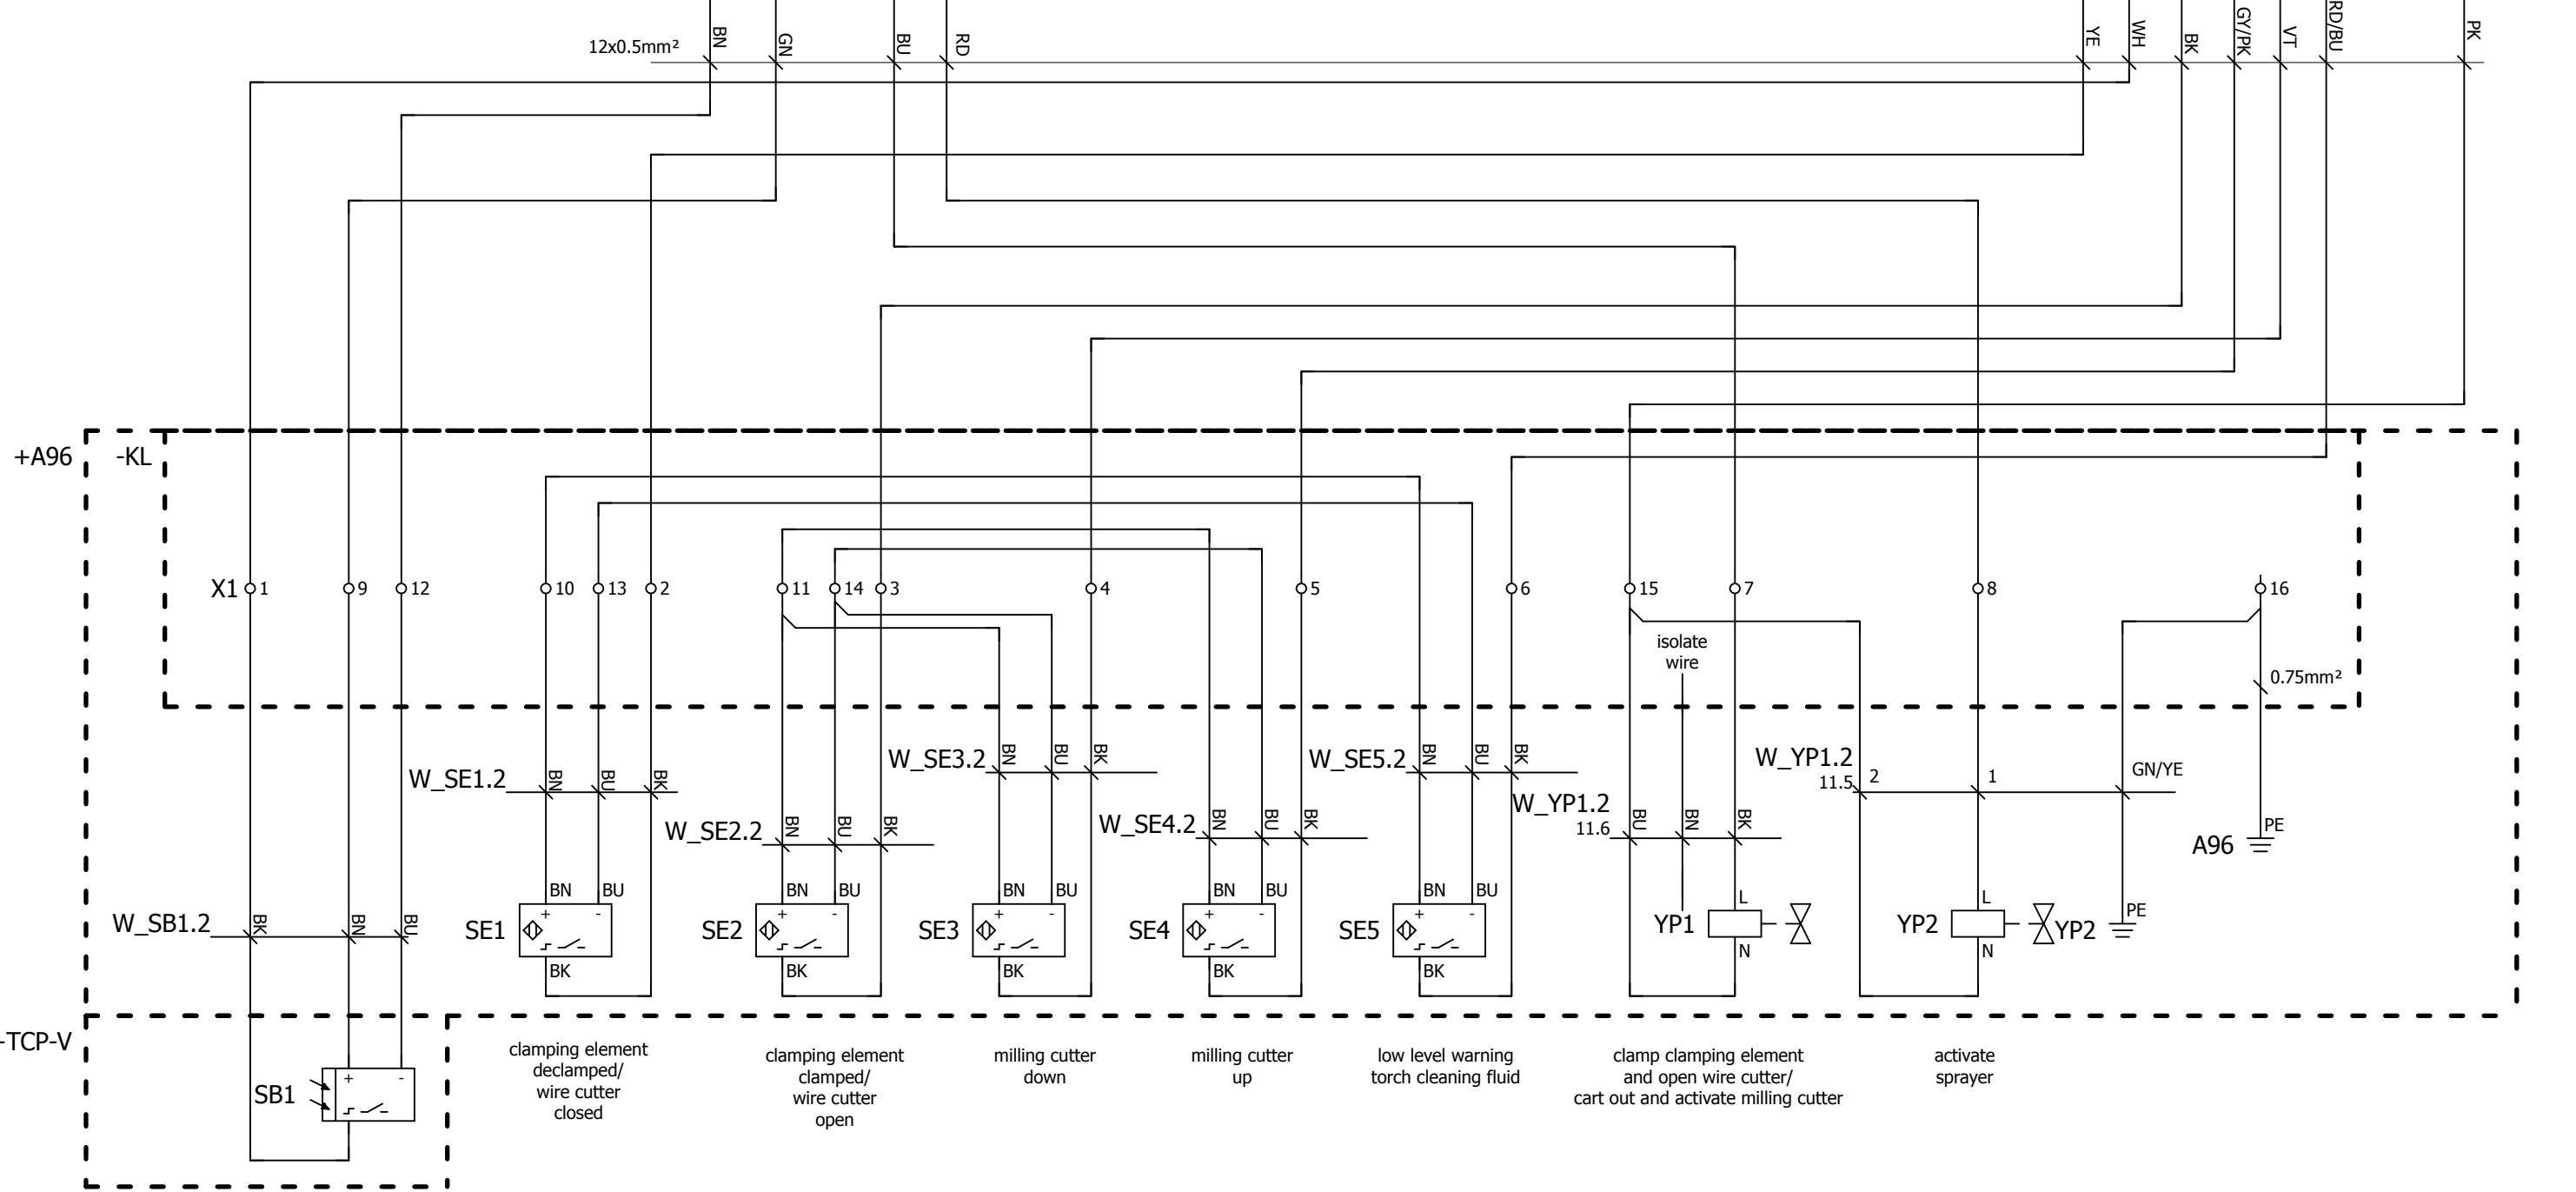 12x0.5mm²
BN
GN
BU
RD
YE
WH
BK
GY/PK
VT
RD/BU
PK
+A96
-KL
X1
1
9
12
10
13
2
11
14
3
4
5
6
15
7
8
16
isolate
wire
0.75mm²
W_SE1.2
BN
BU
BK
W_SE2.2
BN
BU
BK
W_SE3.2
BN
BU
BK
W_SE4.2
BN
BU
BK
W_SE5.2
BN
BU
BK
W_YP1.2
11.6
BU
BN
BK
W_YP1.2
11.5
2
1
GN/YE
PE
A96
W_SB1.2
BK
BN
BU
SE1
BN
BU
+
-
BK
SE2
BN
BU
+
-
BK
SE3
BN
BU
+
-
BK
SE4
BN
BU
+
-
BK
SE5
BN
BU
+
-
BK
YP1
L
N
YP2
L
N
YP2
PE
-TCP-V
SB1
+
-
clamping element
declamped/
wire cutter
closed
clamping element
clamped/
wire cutter
open
milling cutter
down
milling cutter
up
low level warning
torch cleaning fluid
clamp clamping element
and open wire cutter/
cart out and activate milling cutter
activate
sprayer